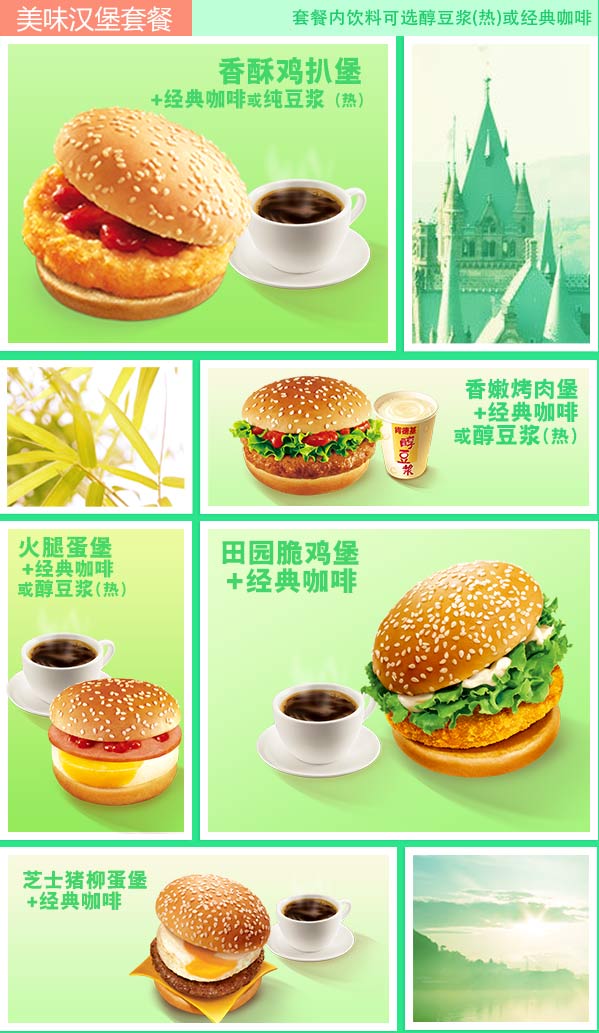 美味汉堡套餐
套餐内饮料可选醇豆浆(热)或经典咖啡
香酥鸡扒堡
+经典咖啡或纯豆浆（热）
香嫩烤肉堡
+经典咖啡
或醇豆浆(热)
肯德基
醇豆浆
火腿蛋堡
+经典咖啡
或醇豆浆(热)
田园脆鸡堡
+经典咖啡
芝士猪柳蛋堡
+经典咖啡